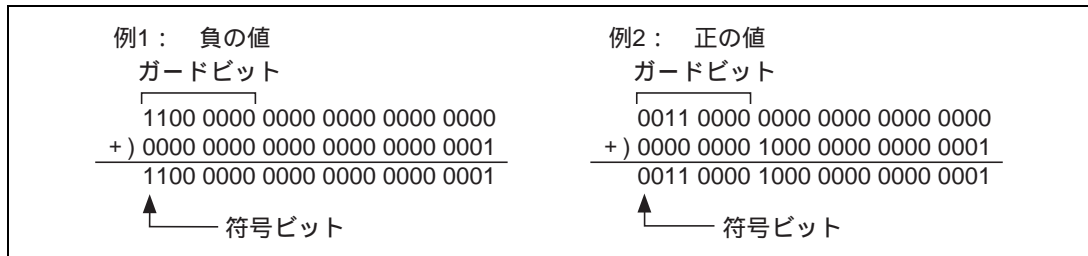 例1： 負の値
ガードビット
1100 0000 0000 0000 0000 0000
+) 0000 0000 0000 0000 0000 0001
1100 0000 0000 0000 0000 0001
符号ビット
例2： 正の値
ガードビット
0011 0000 0000 0000 0000 0000
+) 0000 0000 1000 0000 0000 0001
0011 0000 1000 0000 0000 0001
符号ビット